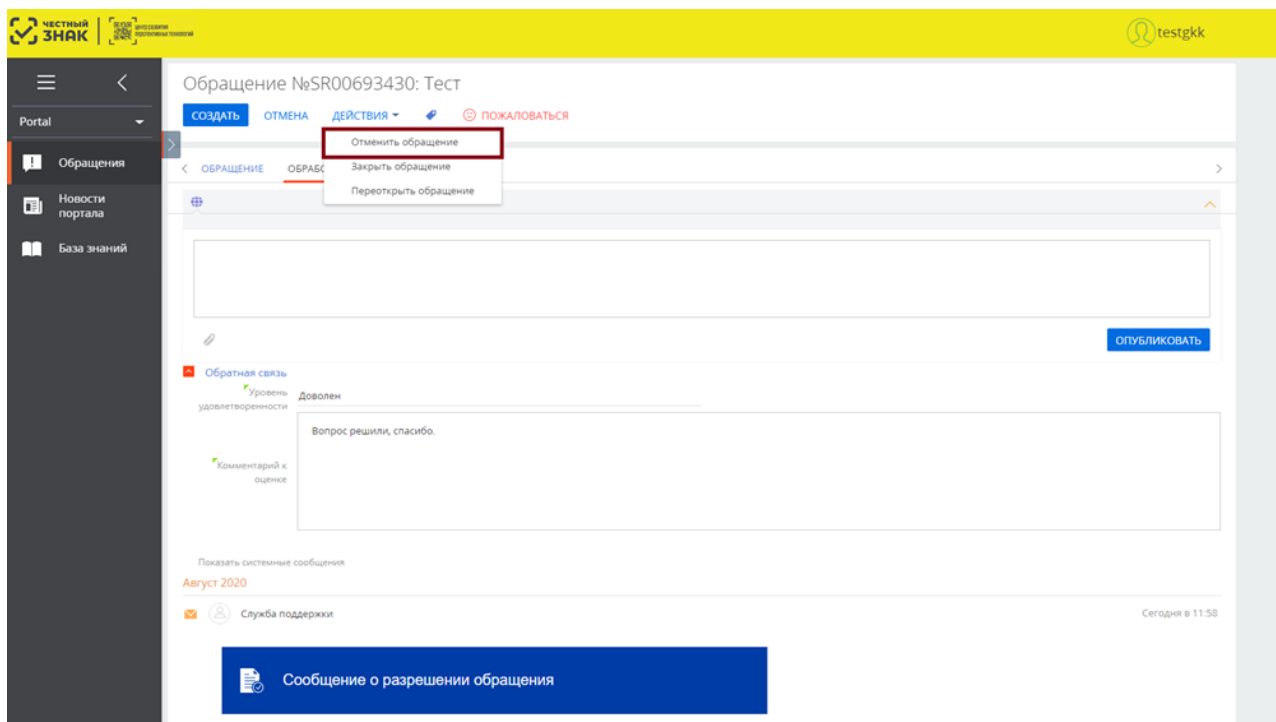 ЧЕСТНЫЙ
ЗНАК
testgkk
Обращение №SR00693430: Тест
СОЗДАТЬ ОТМЕНА ДЕЙСТВИЯ ПОЖАЛОВАТЬСЯ
Portal
Отменить обращение
Закрыть обращение
Переоткрыть обращение
Обращения
Новости
портала
База знаний
ОБРАЩЕНИЕ ОБРАБО
ОПУБЛИКОВАТЬ
Обратная связь
Уровень
удовлетворенности
Доволен
Вопрос решили, спасибо.
Комментарий к
оценке
Показать системные сообщения
Август 2020
Служба поддержки Сегодня в 11:58
Сообщение о разрешении обращения